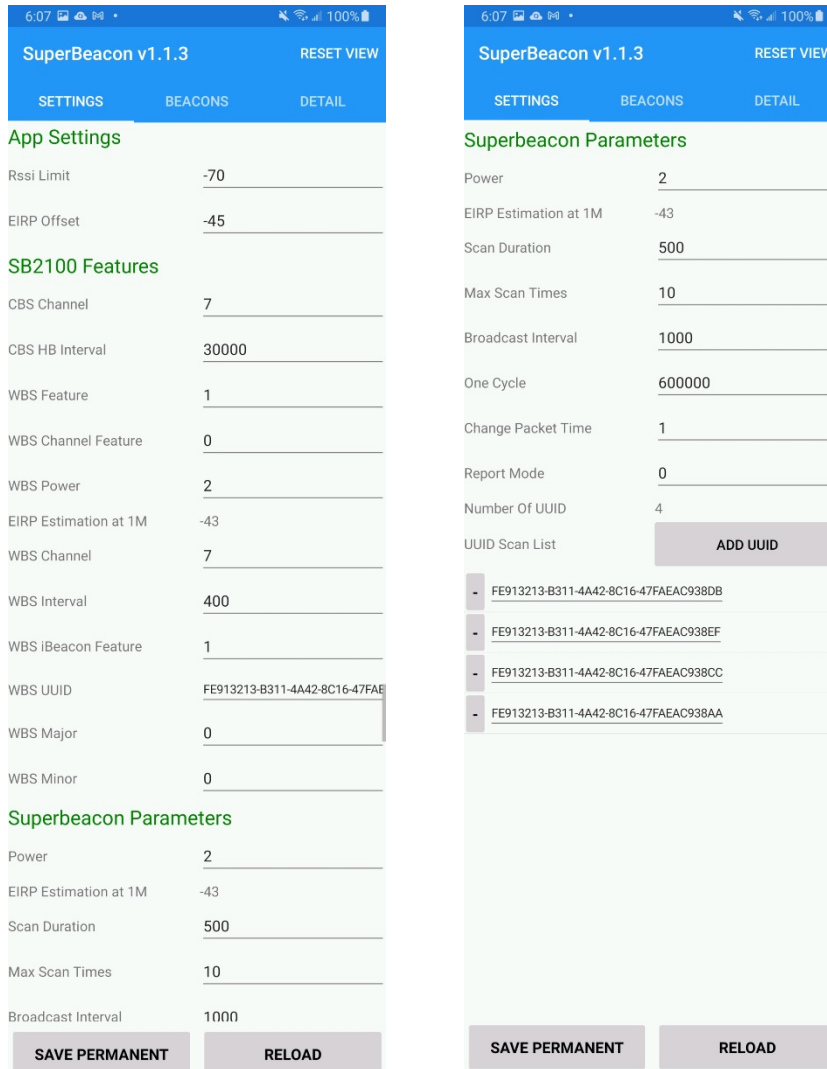 6:07
100%
SuperBeacon v1.1.3 RESET VIEW
SETTINGS BEACONS DETAIL
App Settings
Rssi Limit -70
EIRP Offset -45
SB2100 Features
CBS Channel 7
CBS HB Interval 30000
WBS Feature 1
WBS Channel Feature 0
WBS Power 2
EIRP Estimation at 1M -43
WBS Channel 7
WBS Interval 400
WBS iBeacon Feature 1
WBS UUID FE913213-B311-4A42-8C16-47FAE
WBS Major 0
WBS Minor 0
Superbeacon Parameters
Power 2
EIRP Estimation at 1M -43
Scan Duration 500
Max Scan Times 10
Broadcast Interval 1000
SAVE PERMANENT RELOAD
6:07
100%
SuperBeacon v1.1.3 RESET VIEW
SETTINGS BEACONS DETAIL
Superbeacon Parameters
Power 2
EIRP Estimation at 1M -43
Scan Duration 500
Max Scan Times 10
Broadcast Interval 1000
One Cycle 600000
Change Packet Time 1
Report Mode 0
Number Of UUID 4
UUID Scan List ADD UUID
- FE913213-B311-4A42-8C16-47FAEAC938DB
- FE913213-B311-4A42-8C16-47FAEAC938EF
- FE913213-B311-4A42-8C16-47FAEAC938CC
- FE913213-B311-4A42-8C16-47FAEAC938AA
SAVE PERMANENT RELOAD